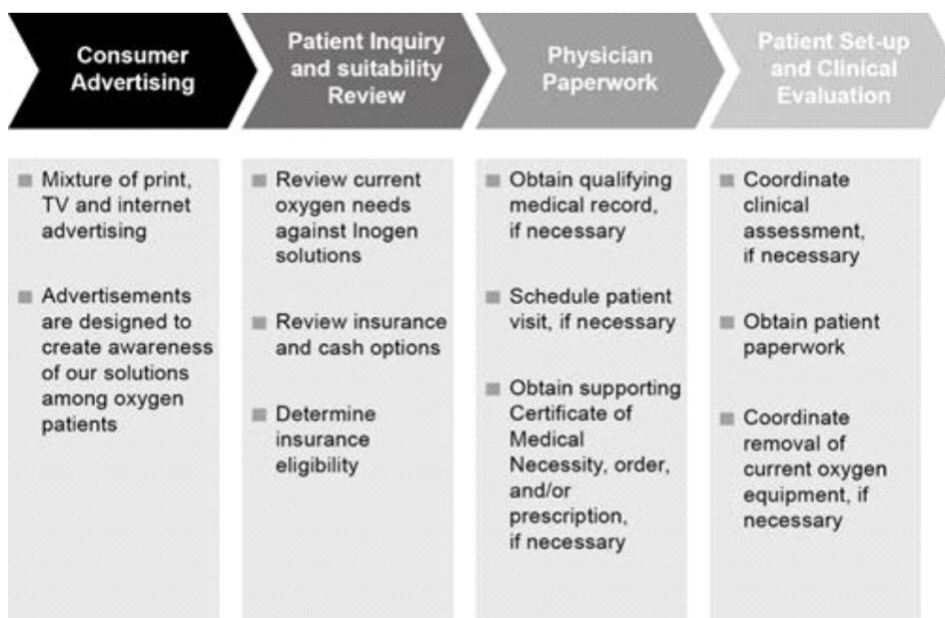 Consumer
Advertising
Patient Inquiry
and suitability
Review
Physician
Paperwork
Patient Set-up
and Clinical
Evaluation
Mixture of print,
TV and internet
advertising
Advertisements
are designed to
create awareness
of our solutions
among oxygen
patients
Review current
oxygen needs
against Inogen
solutions
Review insurance
and cash options
Determine
insurance
eligibility
Obtain qualifying
medical record,
if necessary
Schedule patient
visit, if necessary
Obtain supporting
Certificate of
Medical
Necessity, order,
and/or
prescription,
if necessary
Coordinate
clinical
assessment,
if necessary
Obtain patient
paperwork
Coordinate
removal of
current oxygen
equipment, if
necessary